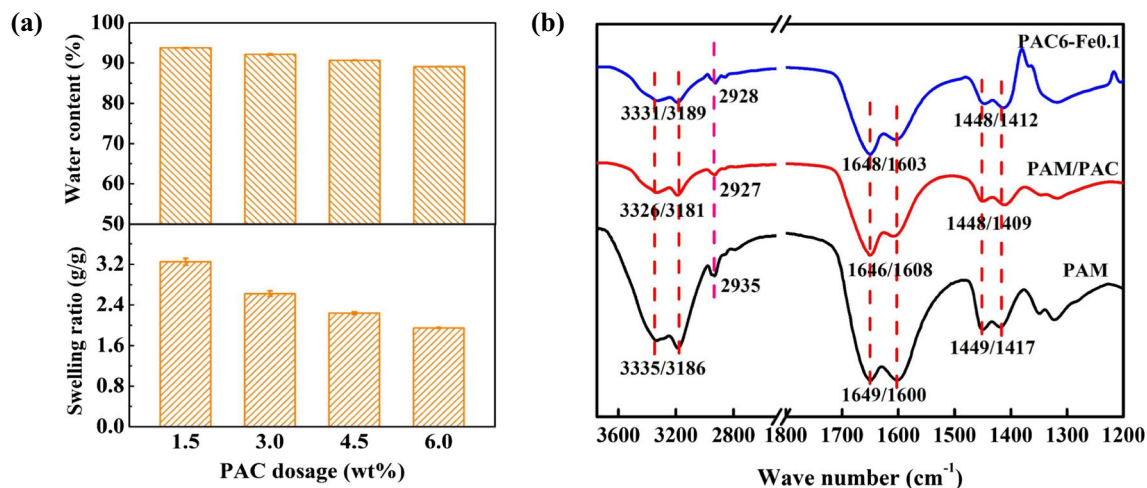 (a)
Water content (%)
100
90
80
70
60
50
Swelling ratio (g/g)
3.2
2.4
1.6
0.8
0.0
1.5 3.0 4.5 6.0
PAC dosage (wt%)
(b)
PAC6-Fe0.1
3331/3189
2928
1648/1603
1448/1412
PAM/PAC
3326/3181
2927
1646/1608
1448/1409
PAM
3335/3186
2935
1649/1600
1449/1417
3600 3200 2800 1800 1700 1600 1500 1400 1300 1200
Wave number (cm⁻¹)